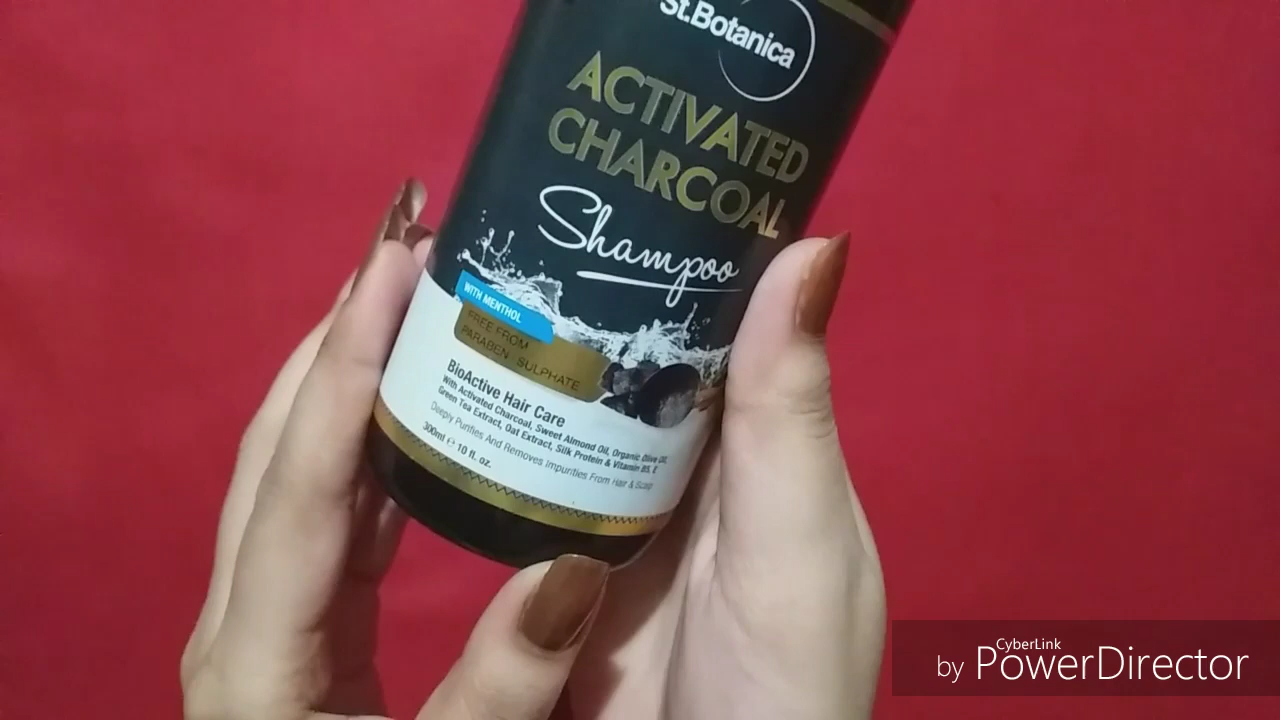 St.Botanica
ACTIVATED
CHARCOAL
Shampoo
WITH MENTHOL
FREE FROM
PARABEN SULPHATE
BioActive Hair Care
With Activated Charcoal, Sweet Almond Oil, Organic Olive Oil,
Green Tea Extract, Oat Extract, Silk Protein & Vitamin B5, E
Deeply Purifies And Removes Impurities From Hair & Scalp
300ml e 10 fl. oz.
CyberLink
by PowerDirector